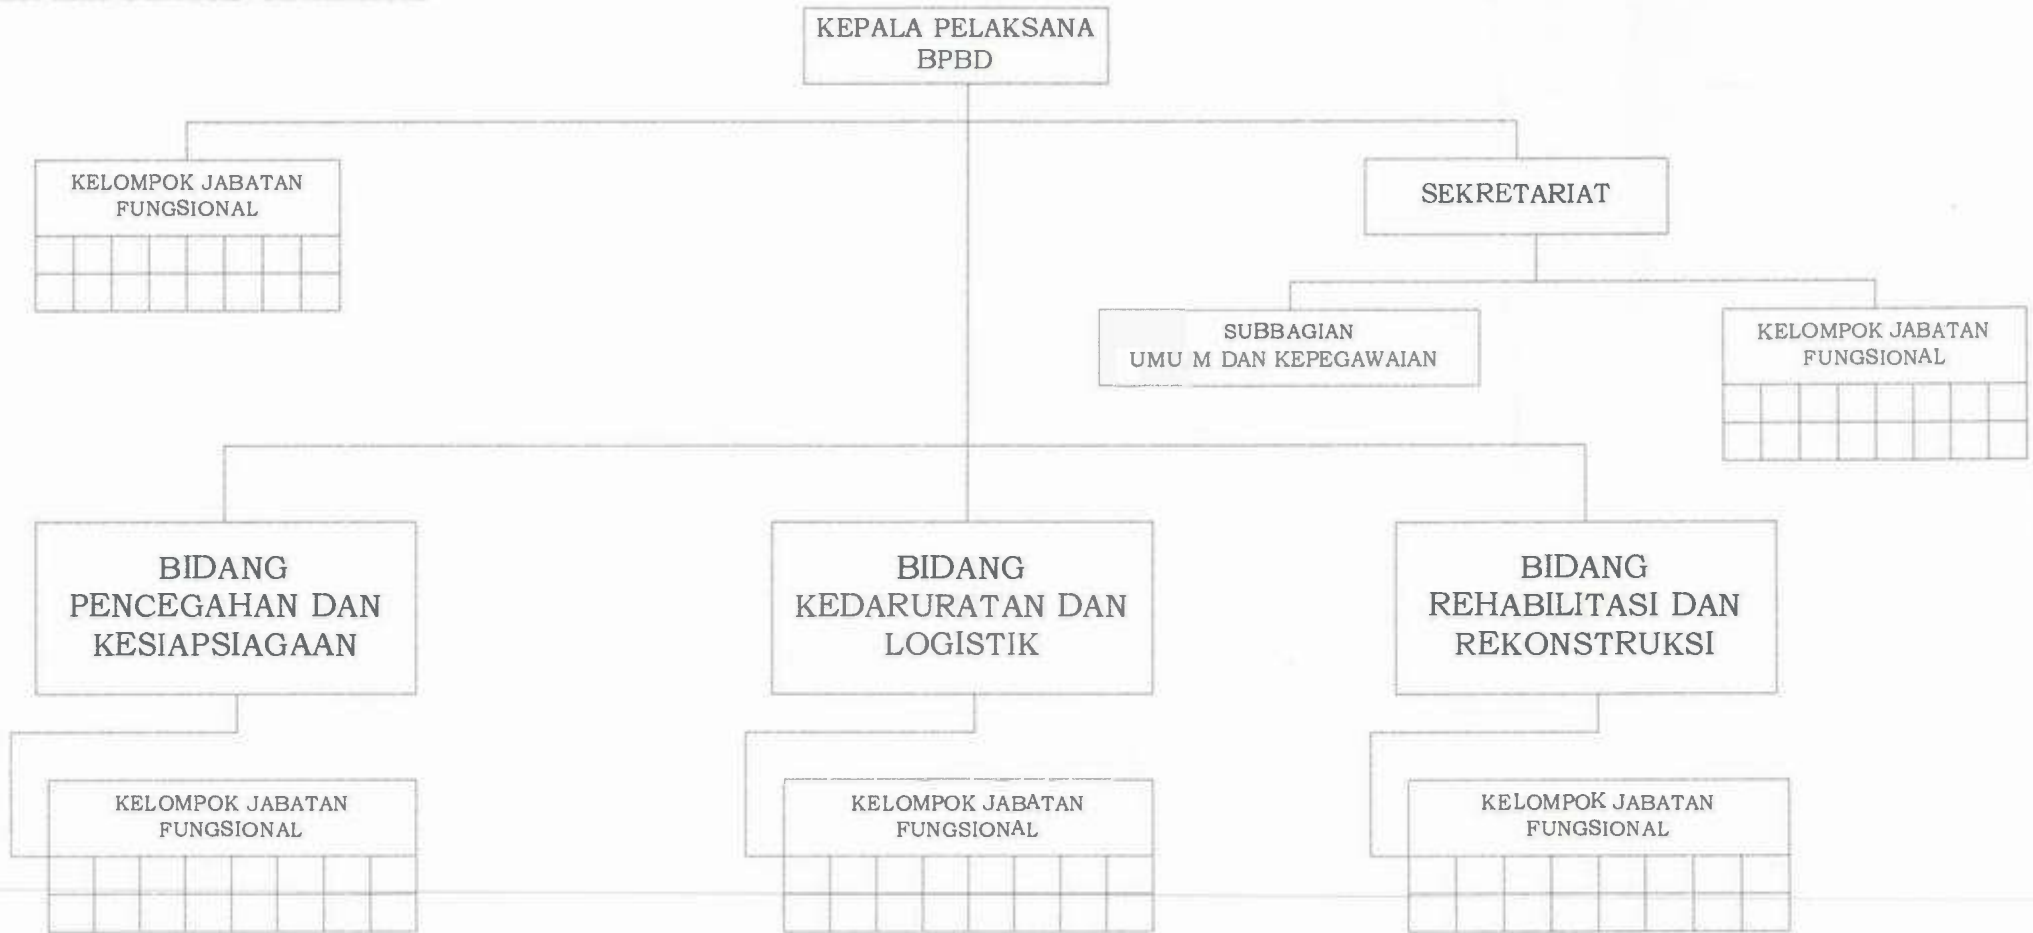 KEPALA PELAKSANA
BPBD
KELOMPOK JABATAN
FUNGSIONAL
SEKRETARIAT
SUBBAGIAN
UMU M DAN KEPEGAWAIAN
KELOMPOK JABATAN
FUNGSIONAL
BIDANG
PENCEGAHAN DAN
KESIAPSIAGAAN
BIDANG
KEDARURATAN DAN
LOGISTIK
BIDANG
REHABILITASI DAN
REKONSTRUKSI
KELOMPOK JABATAN
FUNGSIONAL
KELOMPOK JABATAN
FUNGSIONAL
KELOMPOK JABATAN
FUNGSIONAL